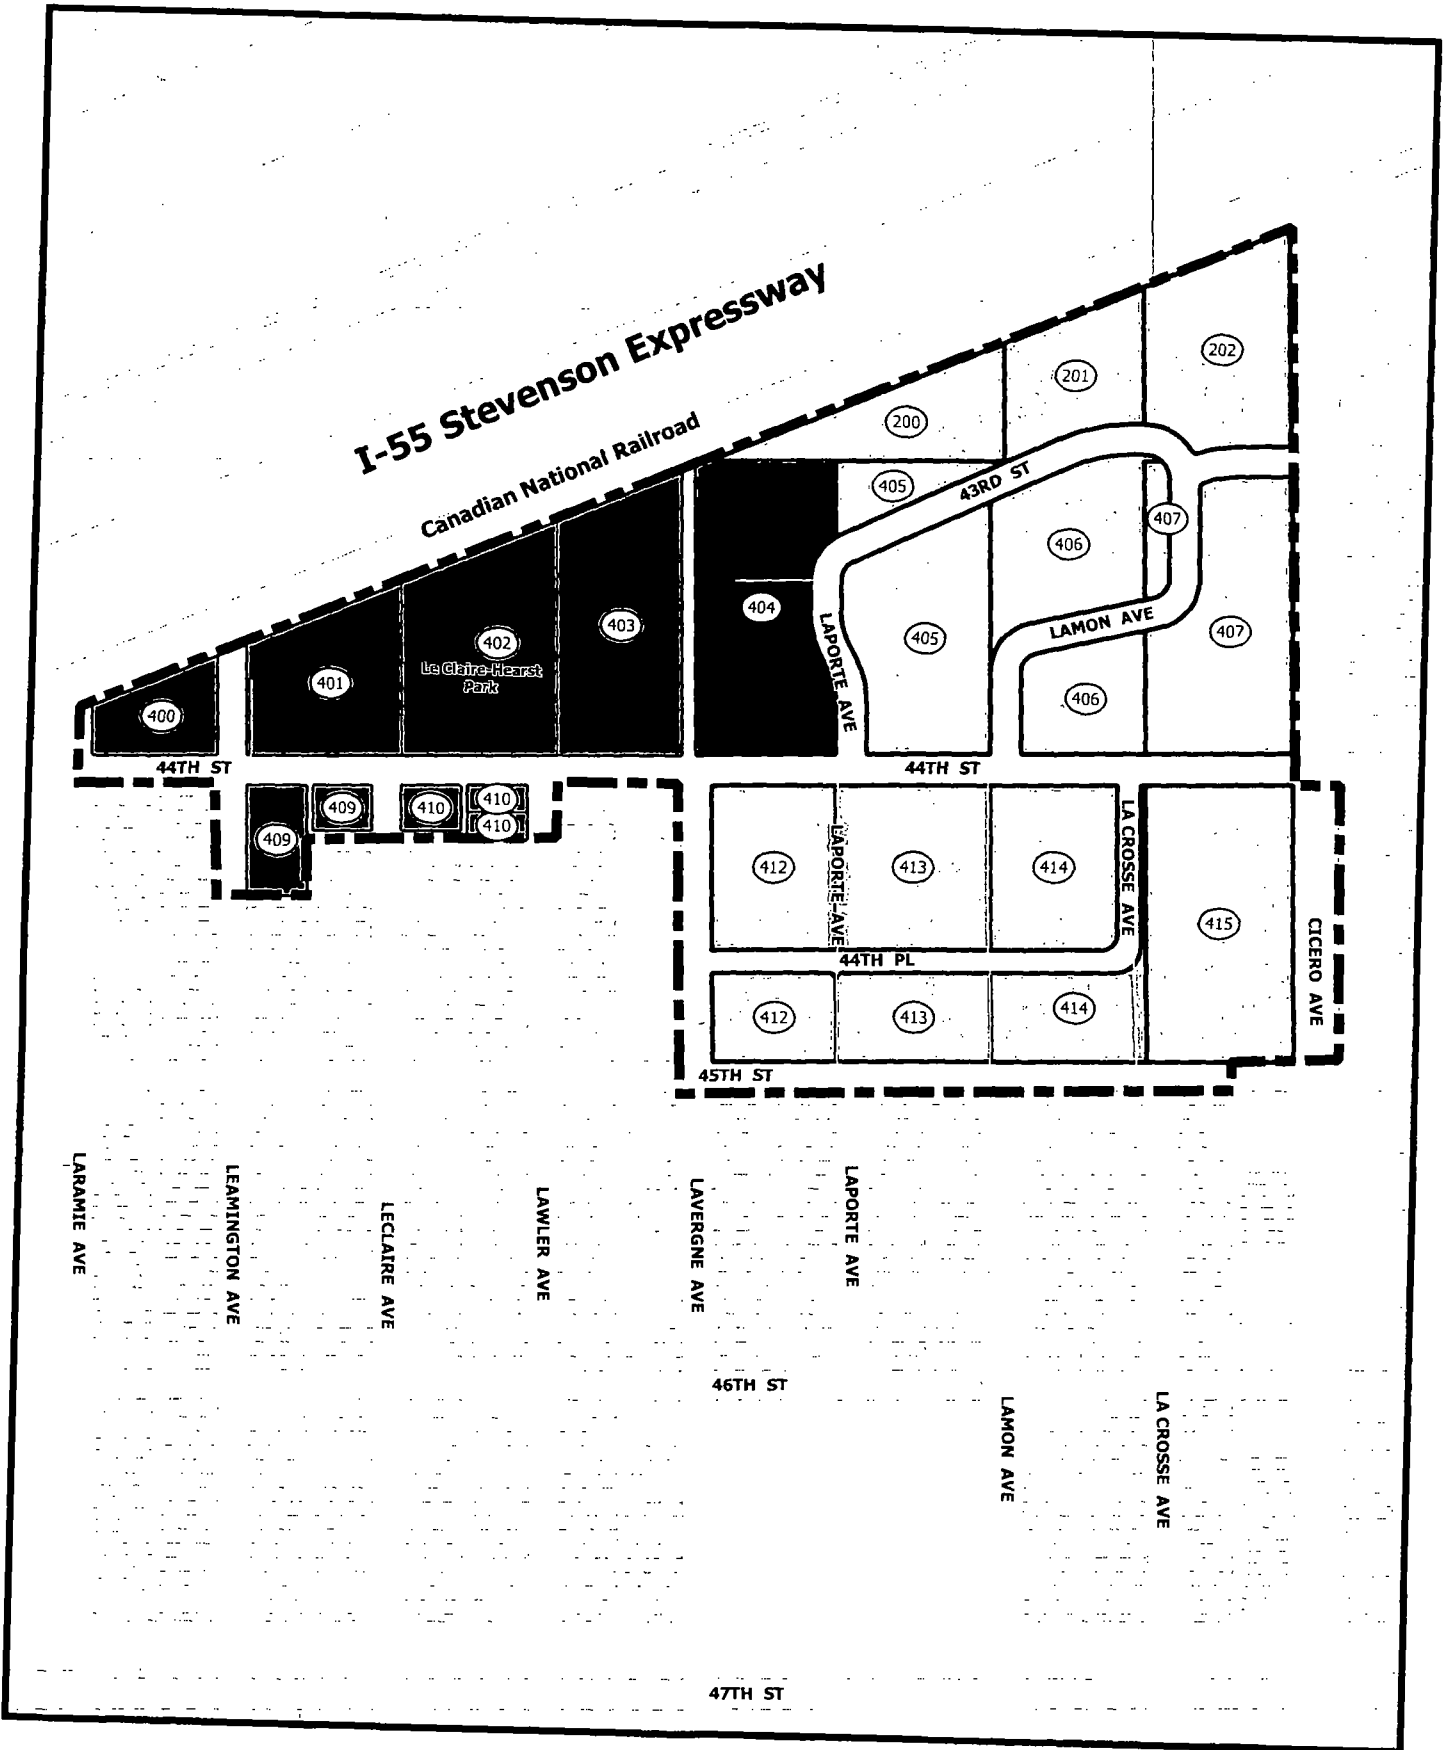 I-55 Stevenson Expressway
Canadian National Railroad
202
201
200
405
43RD ST
407
406
404
403
402
Le Claire-Hearst
Park
401
400
LAPORTE AVE
405
LAMON AVE
407
406
44TH ST
44TH ST
409
409
410
410
410
412
LAPORTE AVE
413
414
LA CROSSE AVE
415
CICERO AVE
44TH PL
412
413
414
45TH ST
LARAMIE AVE
LEAMINGTON AVE
LECLAIRE AVE
LAWLER AVE
LAVERGNE AVE
LAPORTE AVE
46TH ST
LAMON AVE
LA CROSSE AVE
47TH ST